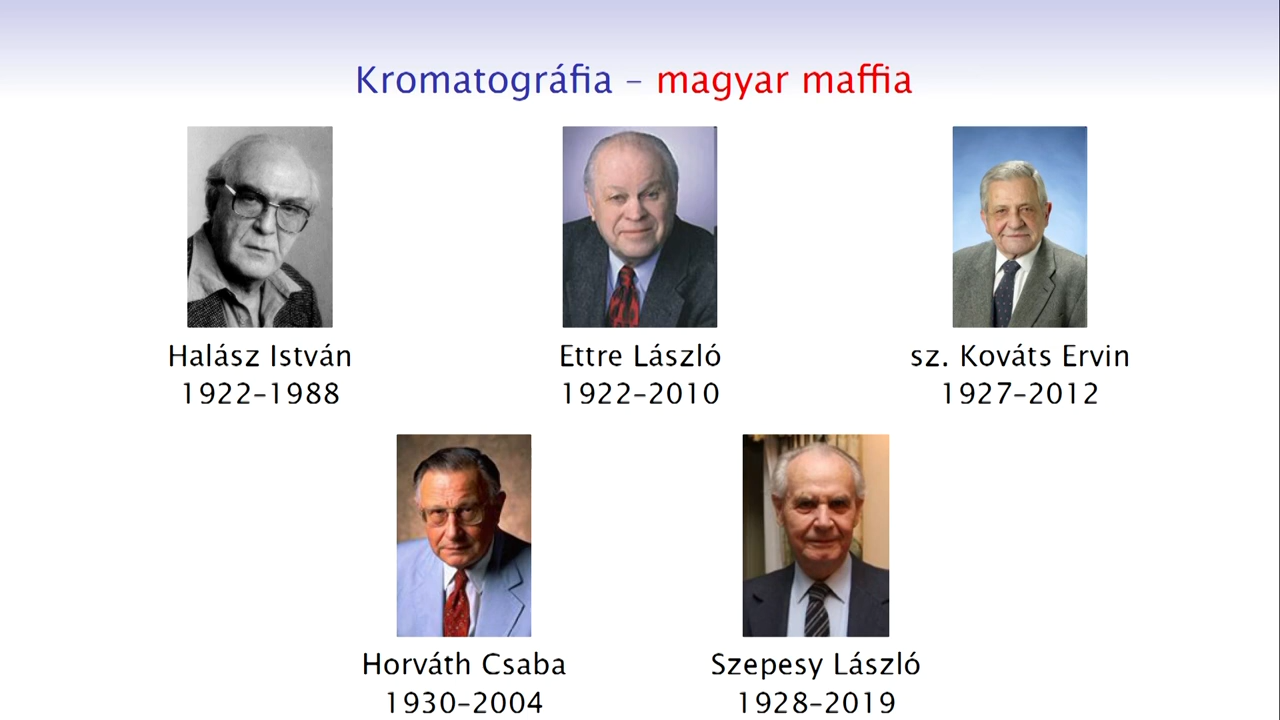 Kromatográfia – magyar maffia
Halász István
1922–1988
Ettre László
1922–2010
sz. Kováts Ervin
1927–2012
Horváth Csaba
1930–2004
Szepesy László
1928–2019